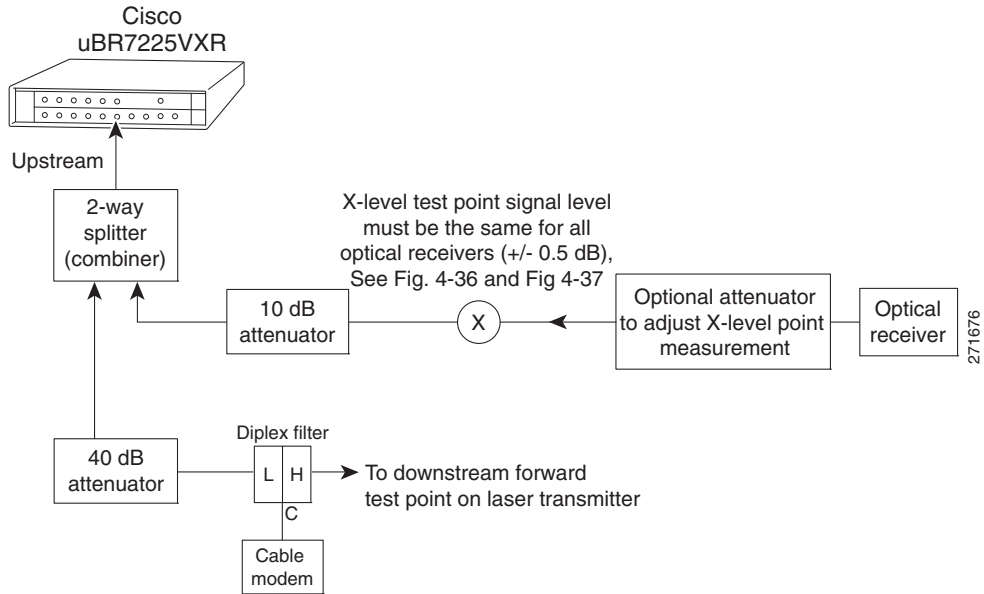 Cisco
uBR7225VXR
Upstream
2-way
splitter
(combiner)
X-level test point signal level
must be the same for all
optical receivers (+/- 0.5 dB),
See Fig. 4-36 and Fig 4-37
10 dB
attenuator
X
Optional attenuator
to adjust X-level point
measurement
Optical
receiver
271676
40 dB
attenuator
Diplex filter
L H
C
To downstream forward
test point on laser transmitter
Cable
modem